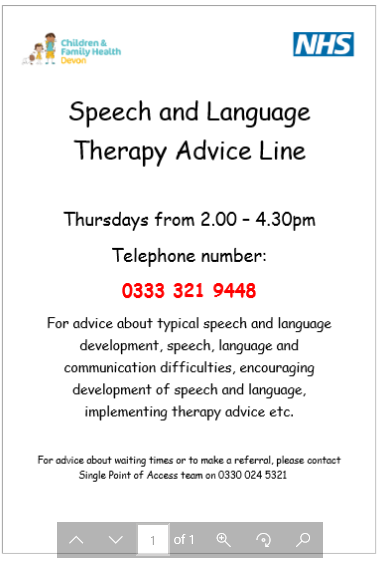 Children &
Family Health
Devon
NHS
Speech and Language
Therapy Advice Line
Thursdays from 2.00 – 4.30pm
Telephone number:
0333 321 9448
For advice about typical speech and language
development, speech, language and
communication difficulties, encouraging
development of speech and language,
implementing therapy advice etc.
For advice about waiting times or to make a referral, please contact
Single Point of Access team on 0330 024 5321
1 of 1